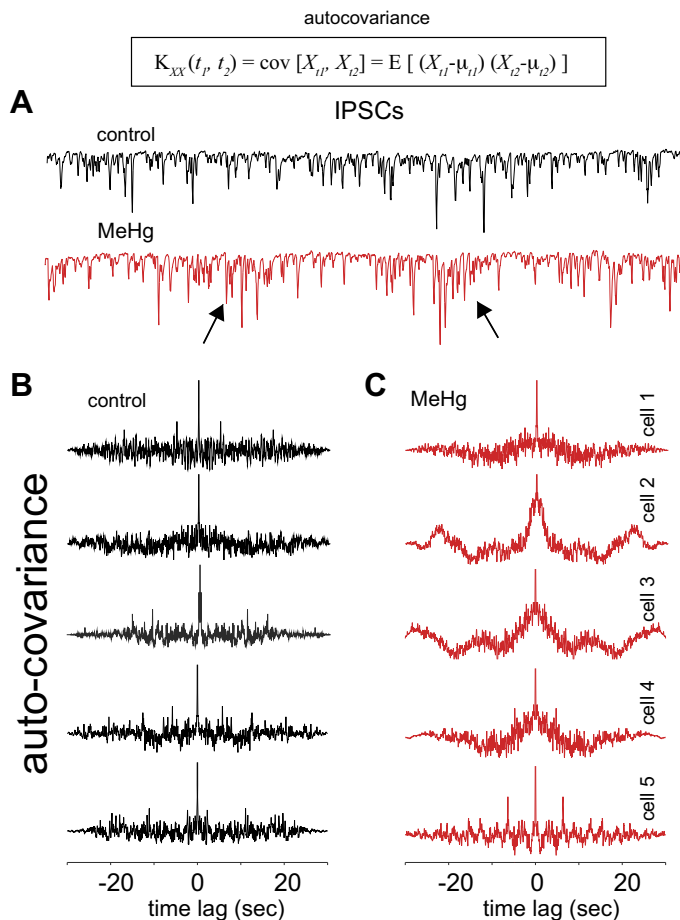 autocovariance
K_XX(t_1, t_2) = cov [X_t1, X_t2] = E [ (X_t1-μ_t1) (X_t2-μ_t2) ]
A
IPSCs
control
MeHg
B
control
C
MeHg
auto-covariance
cell 1
cell 2
cell 3
cell 4
cell 5
-20 0 20
time lag (sec)
-20 0 20
time lag (sec)